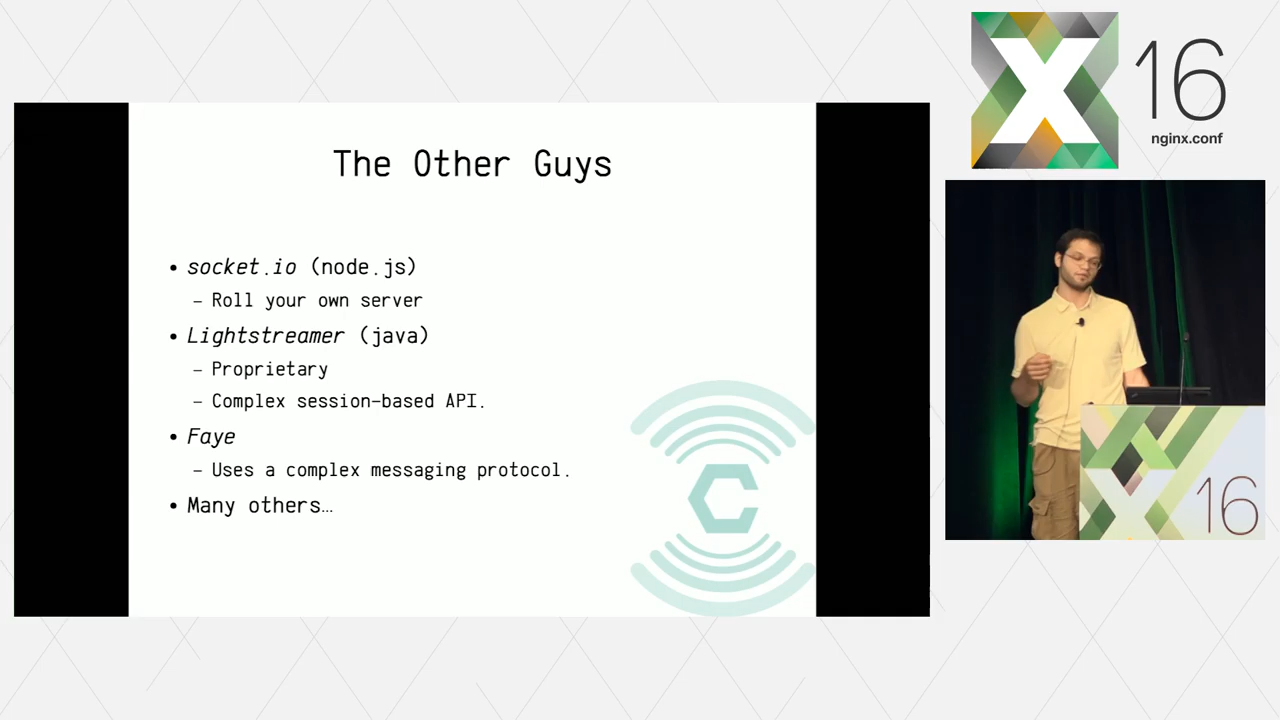 The Other Guys
• socket.io (node.js)
– Roll your own server
• Lightstreamer (java)
– Proprietary
– Complex session-based API.
• Faye
– Uses a complex messaging protocol.
• Many others…
C
X 16
nginx.conf
16